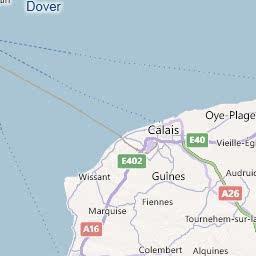 Dover
Oye-Plage
Calais
E40
E402
Vieille-Égl
Wissant
Guînes
Audruic
A26
Marquise
Fiennes
Tournehem-sur-la
A16
Colembert
Alquines